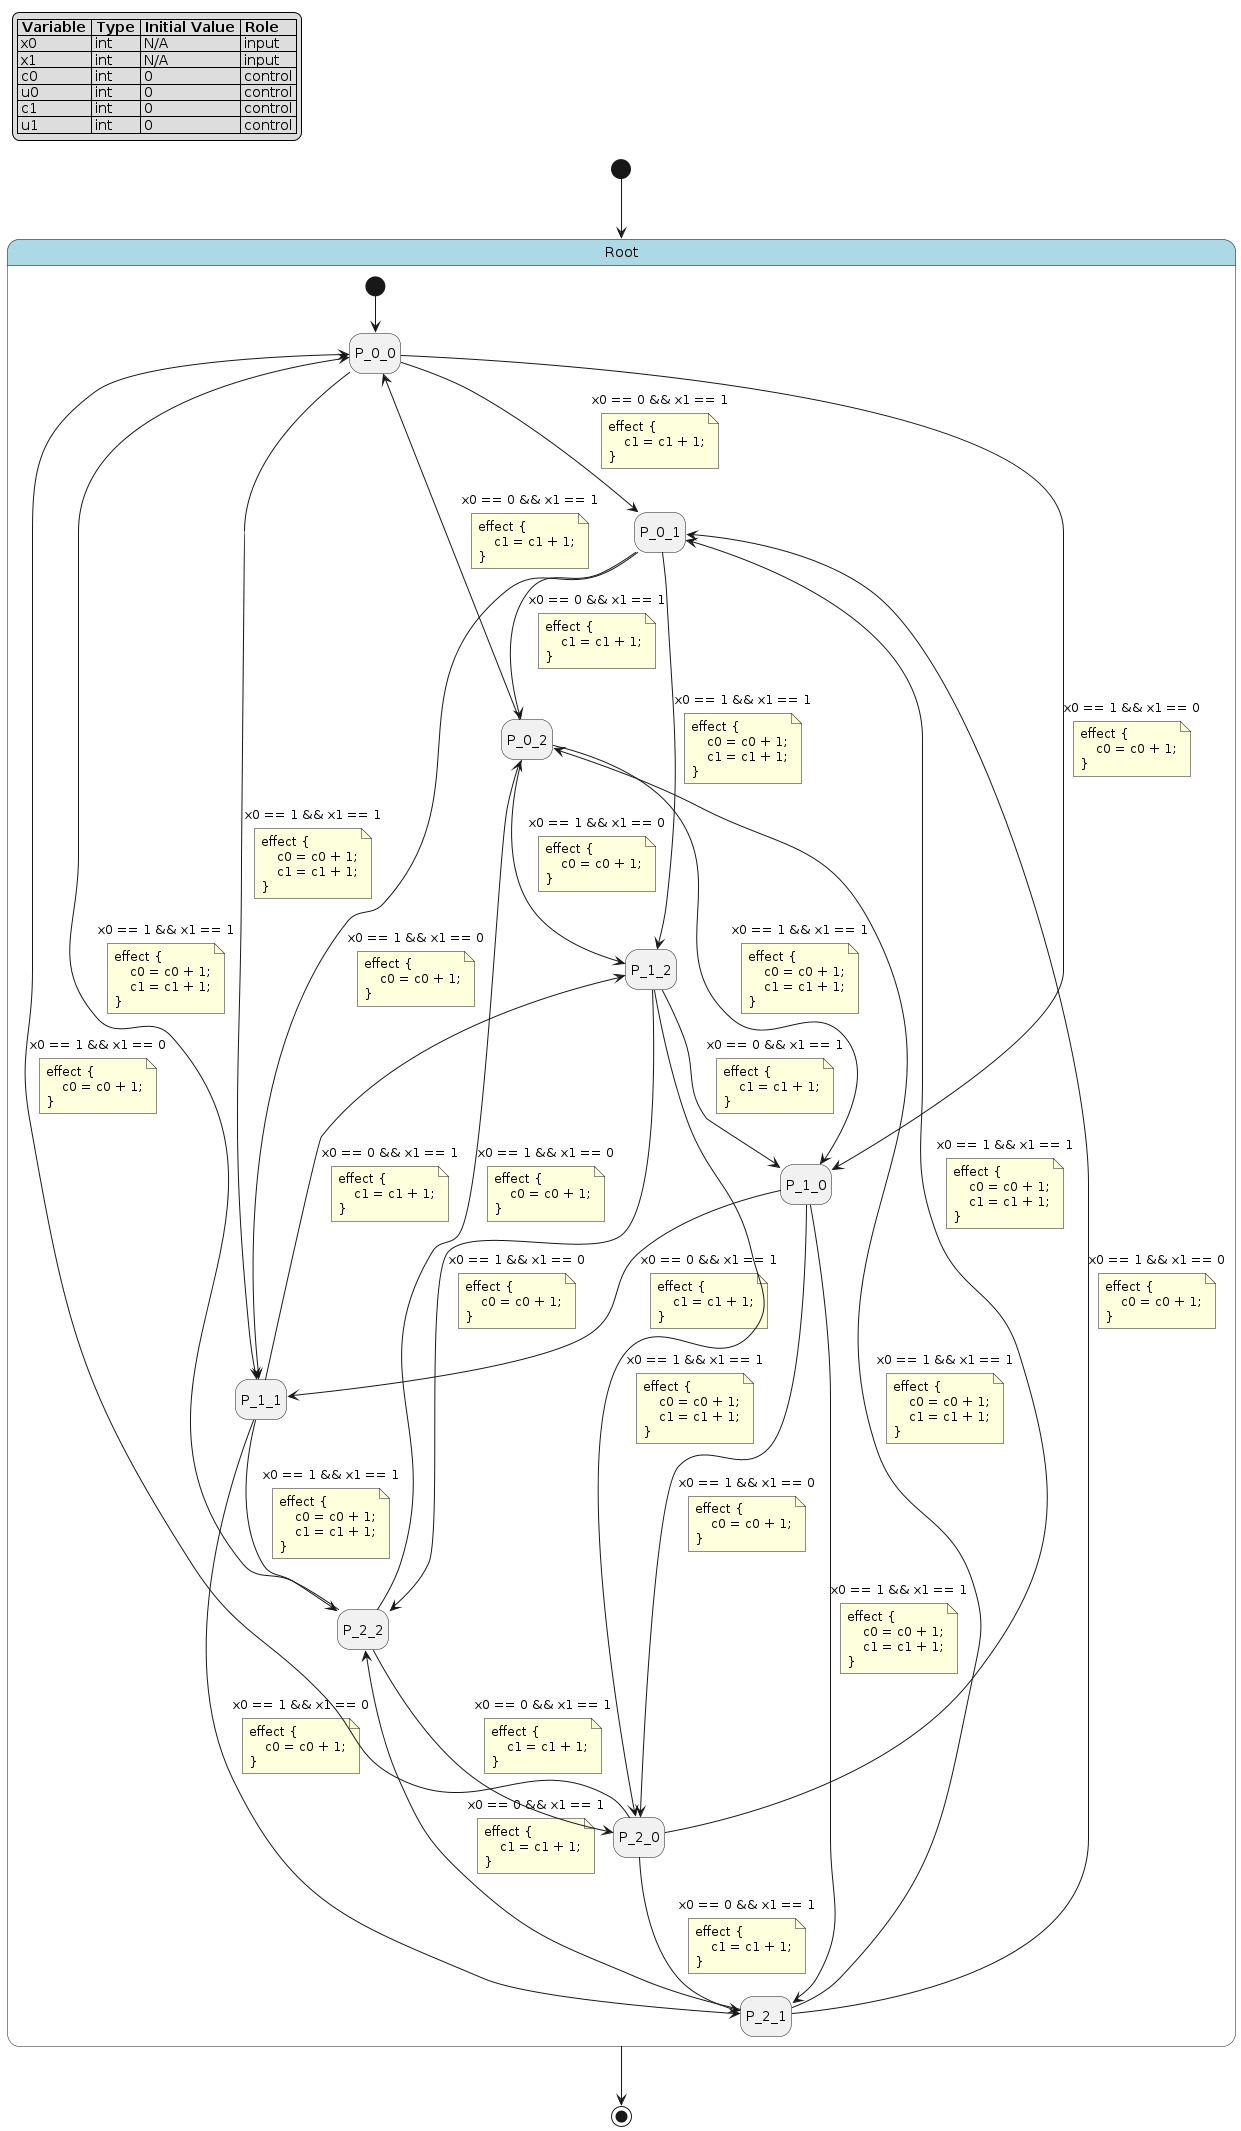 Variable Type Initial Value Role
x0 int N/A input
x1 int N/A input
c0 int 0 control
u0 int 0 control
c1 int 0 control
u1 int 0 control
Root
P_0_0
x0 == 0 && x1 == 1
effect {
c1 = c1 + 1;
}
x0 == 0 && x1 == 1
effect {
c1 = c1 + 1;
}
P_0_1
x0 == 0 && x1 == 1
effect {
c1 = c1 + 1;
}
x0 == 1 && x1 == 1
effect {
c0 = c0 + 1;
c1 = c1 + 1;
}
x0 == 1 && x1 == 0
effect {
c0 = c0 + 1;
}
P_0_2
x0 == 1 && x1 == 1
effect {
c0 = c0 + 1;
c1 = c1 + 1;
}
x0 == 1 && x1 == 0
effect {
c0 = c0 + 1;
}
x0 == 1 && x1 == 1
effect {
c0 = c0 + 1;
c1 = c1 + 1;
}
x0 == 1 && x1 == 0
effect {
c0 = c0 + 1;
}
x0 == 1 && x1 == 1
effect {
c0 = c0 + 1;
c1 = c1 + 1;
}
P_1_2
x0 == 1 && x1 == 0
effect {
c0 = c0 + 1;
}
x0 == 0 && x1 == 1
effect {
c1 = c1 + 1;
}
x0 == 0 && x1 == 1
effect {
c1 = c1 + 1;
}
x0 == 1 && x1 == 0
effect {
c0 = c0 + 1;
}
P_1_0
x0 == 1 && x1 == 1
effect {
c0 = c0 + 1;
c1 = c1 + 1;
}
x0 == 1 && x1 == 0
effect {
c0 = c0 + 1;
}
x0 == 0 && x1 == 1
effect {
c1 = c1 + 1;
}
x0 == 1 && x1 == 0
effect {
c0 = c0 + 1;
}
P_1_1
x0 == 1 && x1 == 1
effect {
c0 = c0 + 1;
c1 = c1 + 1;
}
x0 == 1 && x1 == 1
effect {
c0 = c0 + 1;
c1 = c1 + 1;
}
x0 == 1 && x1 == 1
effect {
c0 = c0 + 1;
c1 = c1 + 1;
}
x0 == 1 && x1 == 0
effect {
c0 = c0 + 1;
}
x0 == 1 && x1 == 1
effect {
c0 = c0 + 1;
c1 = c1 + 1;
}
P_2_2
x0 == 1 && x1 == 0
effect {
c0 = c0 + 1;
}
x0 == 0 && x1 == 1
effect {
c1 = c1 + 1;
}
x0 == 0 && x1 == 1
effect {
c1 = c1 + 1;
}
P_2_0
x0 == 0 && x1 == 1
effect {
c1 = c1 + 1;
}
P_2_1